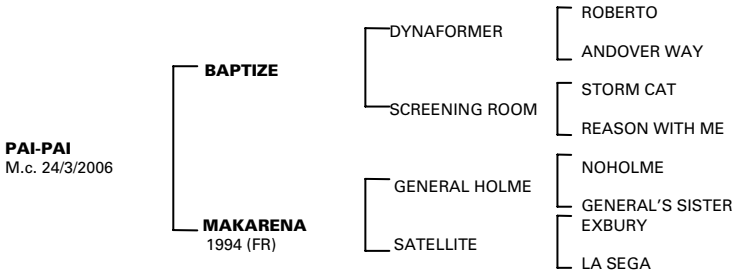 PAI-PAI
M.c. 24/3/2006
BAPTIZE
MAKARENA
1994 (FR)
DYNAFORMER
SCREENING ROOM
GENERAL HOLME
SATELLITE
ROBERTO
ANDOVER WAY
STORM CAT
REASON WITH ME
NOHOLME
GENERAL'S SISTER
EXBURY
LA SEGA